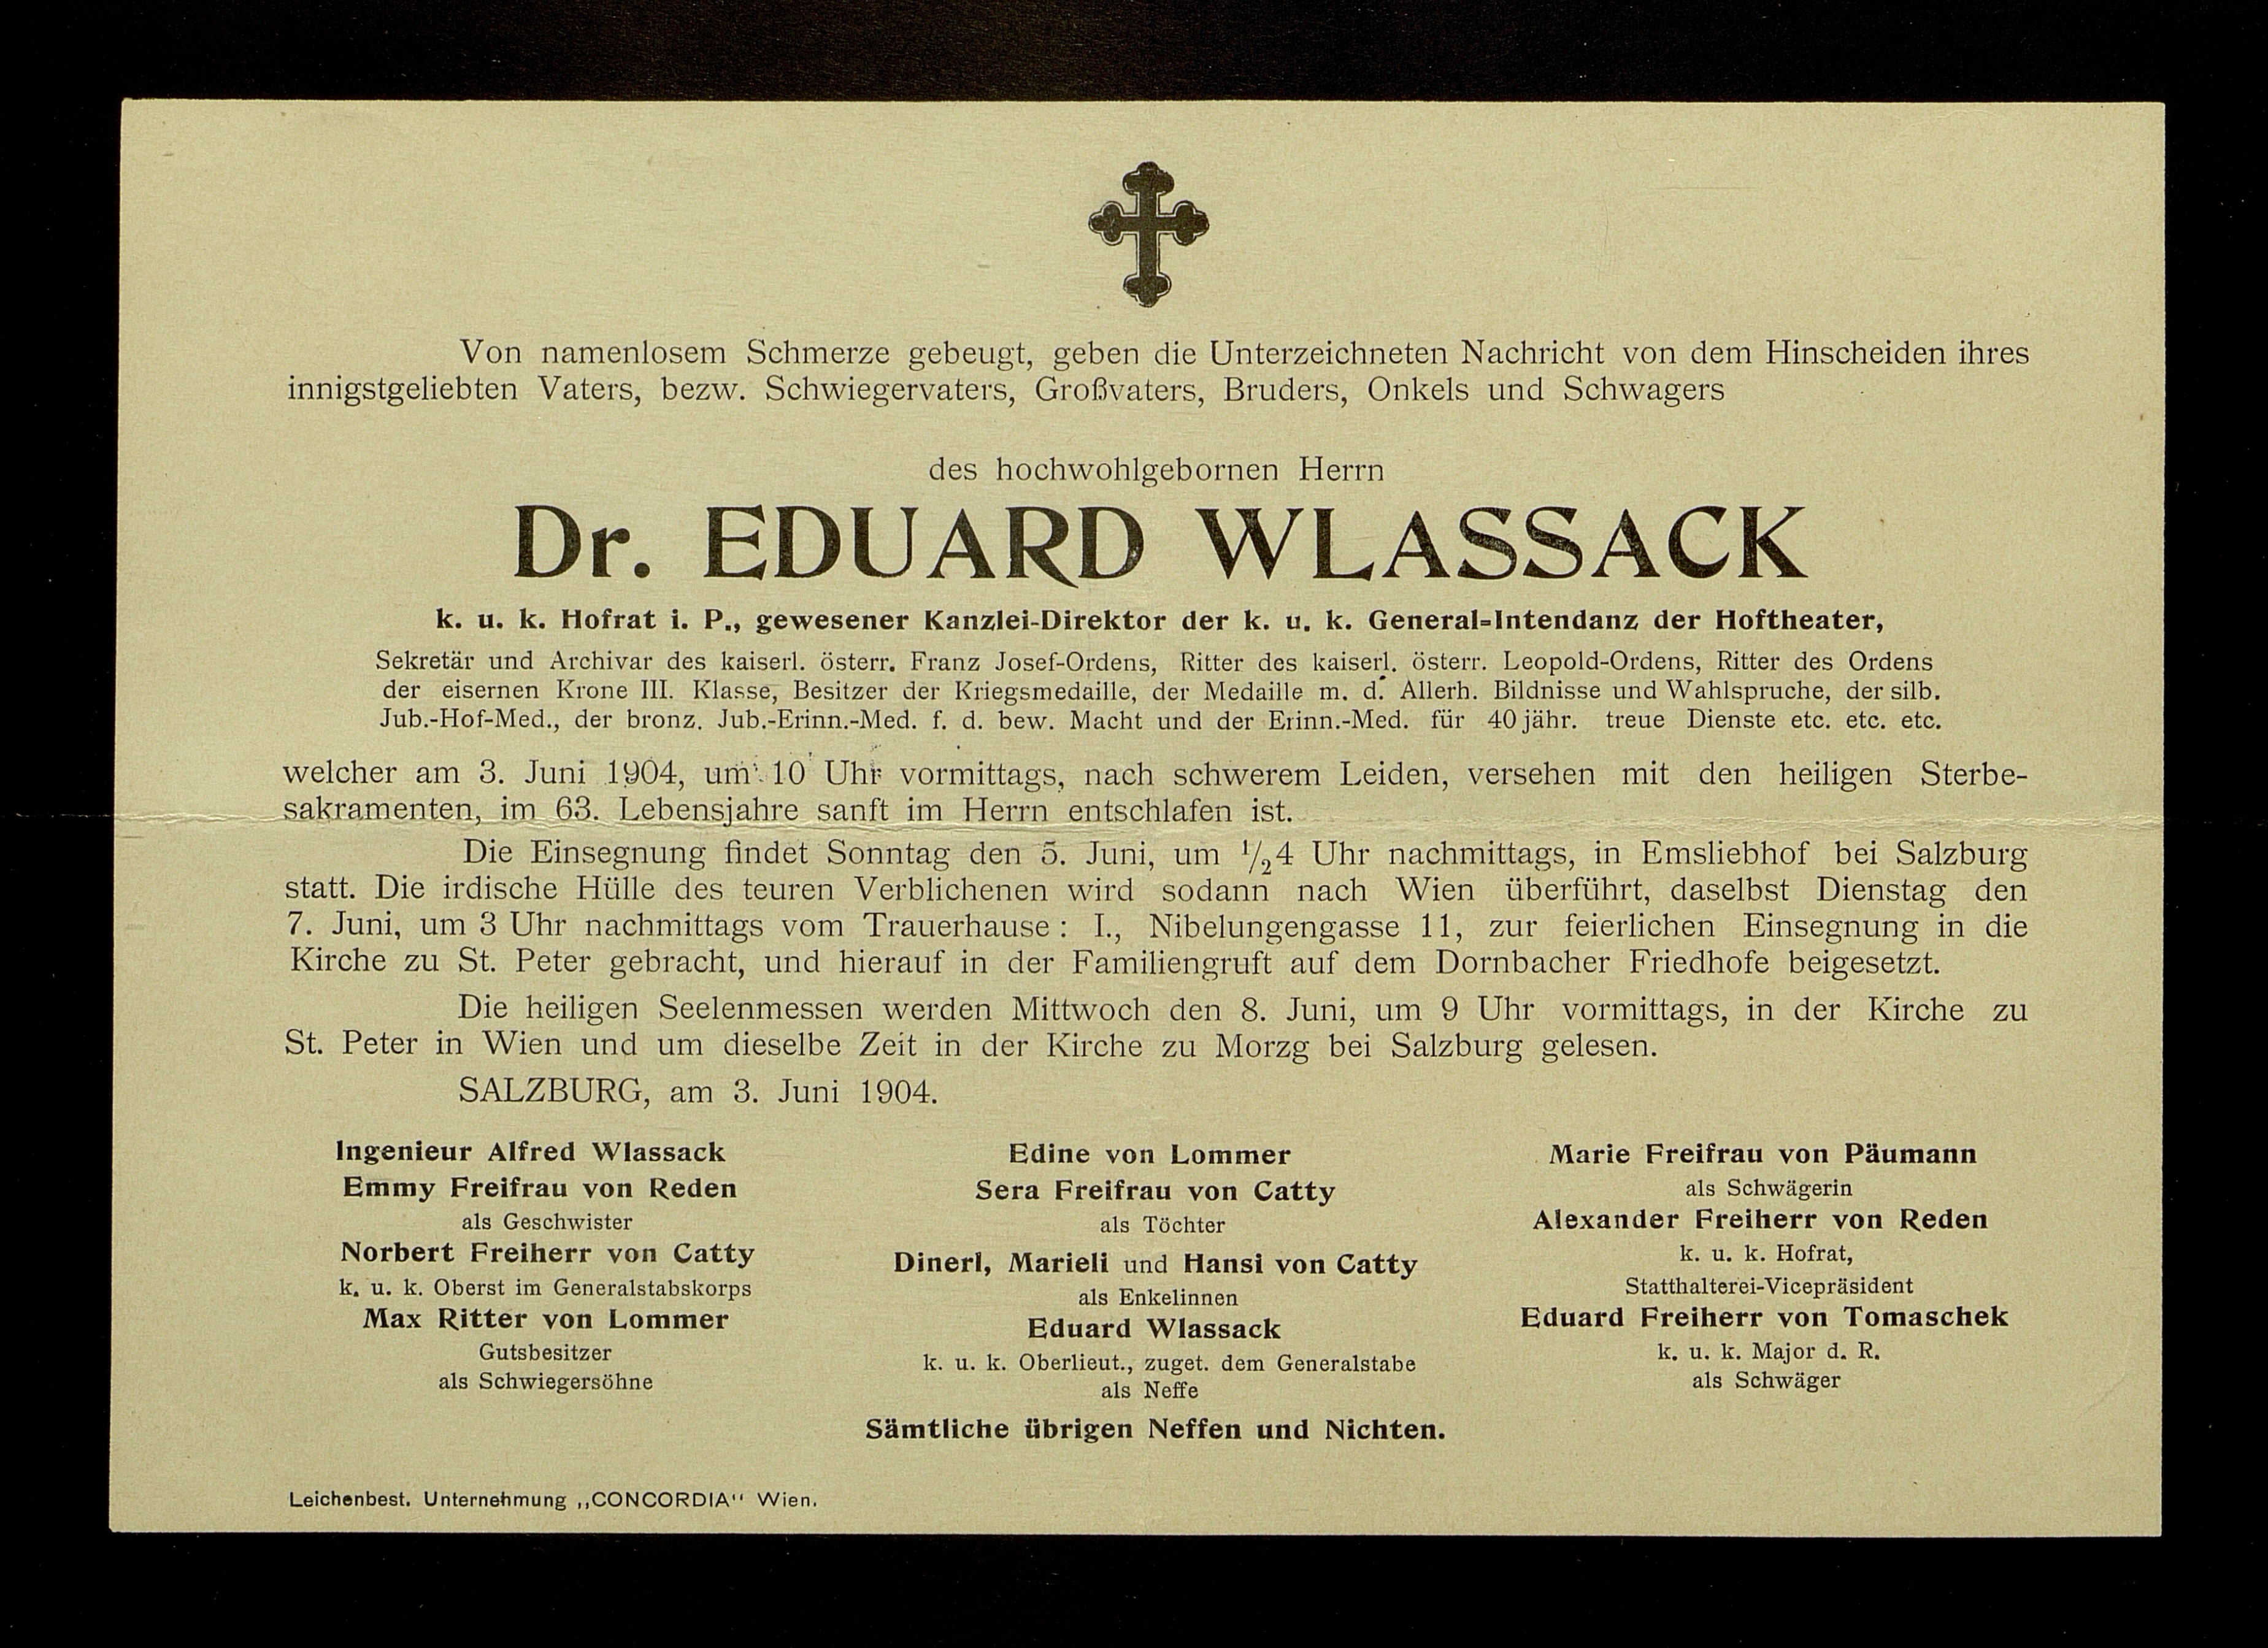 Von namenlosem Schmerze gebeugt, geben die Unterzeichneten Nachricht von dem Hinscheiden ihres
innigstgeliebten Vaters, bezw. Schwiegervaters, Großvaters, Bruders, Onkels und Schwagers
des hochwohlgebornen Herrn
Dr. EDUARD WLASSACK
k. u. k. Hofrat i. P., gewesener Kanzlei-Direktor der k. u. k. General-Intendanz der Hoftheater,
Sekretär und Archivar des kaiserl. österr. Franz Josef-Ordens, Ritter des kaiserl. österr. Leopold-Ordens, Ritter des Ordens
der eisernen Krone III. Klasse, Besitzer der Kriegsmedaille, der Medaille m. d. Allerh. Bildnisse und Wahlspruche, der silb.
Jub.-Hof-Med., der bronz. Jub.-Erinn.-Med. f. d. bew. Macht und der Erinn.-Med. für 40jähr. treue Dienste etc. etc. etc.
welcher am 3. Juni 1904, um 10 Uhr vormittags, nach schwerem Leiden, versehen mit den heiligen Sterbe-
sakramenten, im 63. Lebensjahre sanft im Herrn entschlafen ist.
Die Einsegnung findet Sonntag den 5. Juni, um 1/24 Uhr nachmittags, in Emsliebhof bei Salzburg
statt. Die irdische Hülle des teuren Verblichenen wird sodann nach Wien überführt, daselbst Dienstag den
7. Juni, um 3 Uhr nachmittags vom Trauerhause: I., Nibelungengasse 11, zur feierlichen Einsegnung in die
Kirche zu St. Peter gebracht, und hierauf in der Familiengruft auf dem Dornbacher Friedhofe beigesetzt.
Die heiligen Seelenmessen werden Mittwoch den 8. Juni, um 9 Uhr vormittags, in der Kirche zu
St. Peter in Wien und um dieselbe Zeit in der Kirche zu Morzg bei Salzburg gelesen.
SALZBURG, am 3. Juni 1904.
Ingenieur Alfred Wlassack
Emmy Freifrau von Reden
als Geschwister
Norbert Freiherr von Catty
k. u. k. Oberst im Generalstabskorps
Max Ritter von Lommer
Gutsbesitzer
als Schwiegersöhne
Edine von Lommer
Sera Freifrau von Catty
als Töchter
Dinerl, Marieli und Hansi von Catty
als Enkelinnen
Eduard Wlassack
k. u. k. Oberlieut., zuget. dem Generalstabe
als Neffe
Marie Freifrau von Päumann
als Schwägerin
Alexander Freiherr von Reden
k. u. k. Hofrat,
Statthalterei-Vicepräsident
Eduard Freiherr von Tomaschek
k. u. k. Major d. R.
als Schwäger
Sämtliche übrigen Neffen und Nichten.
Leichenbest. Unternehmung „CONCORDIA" Wien.